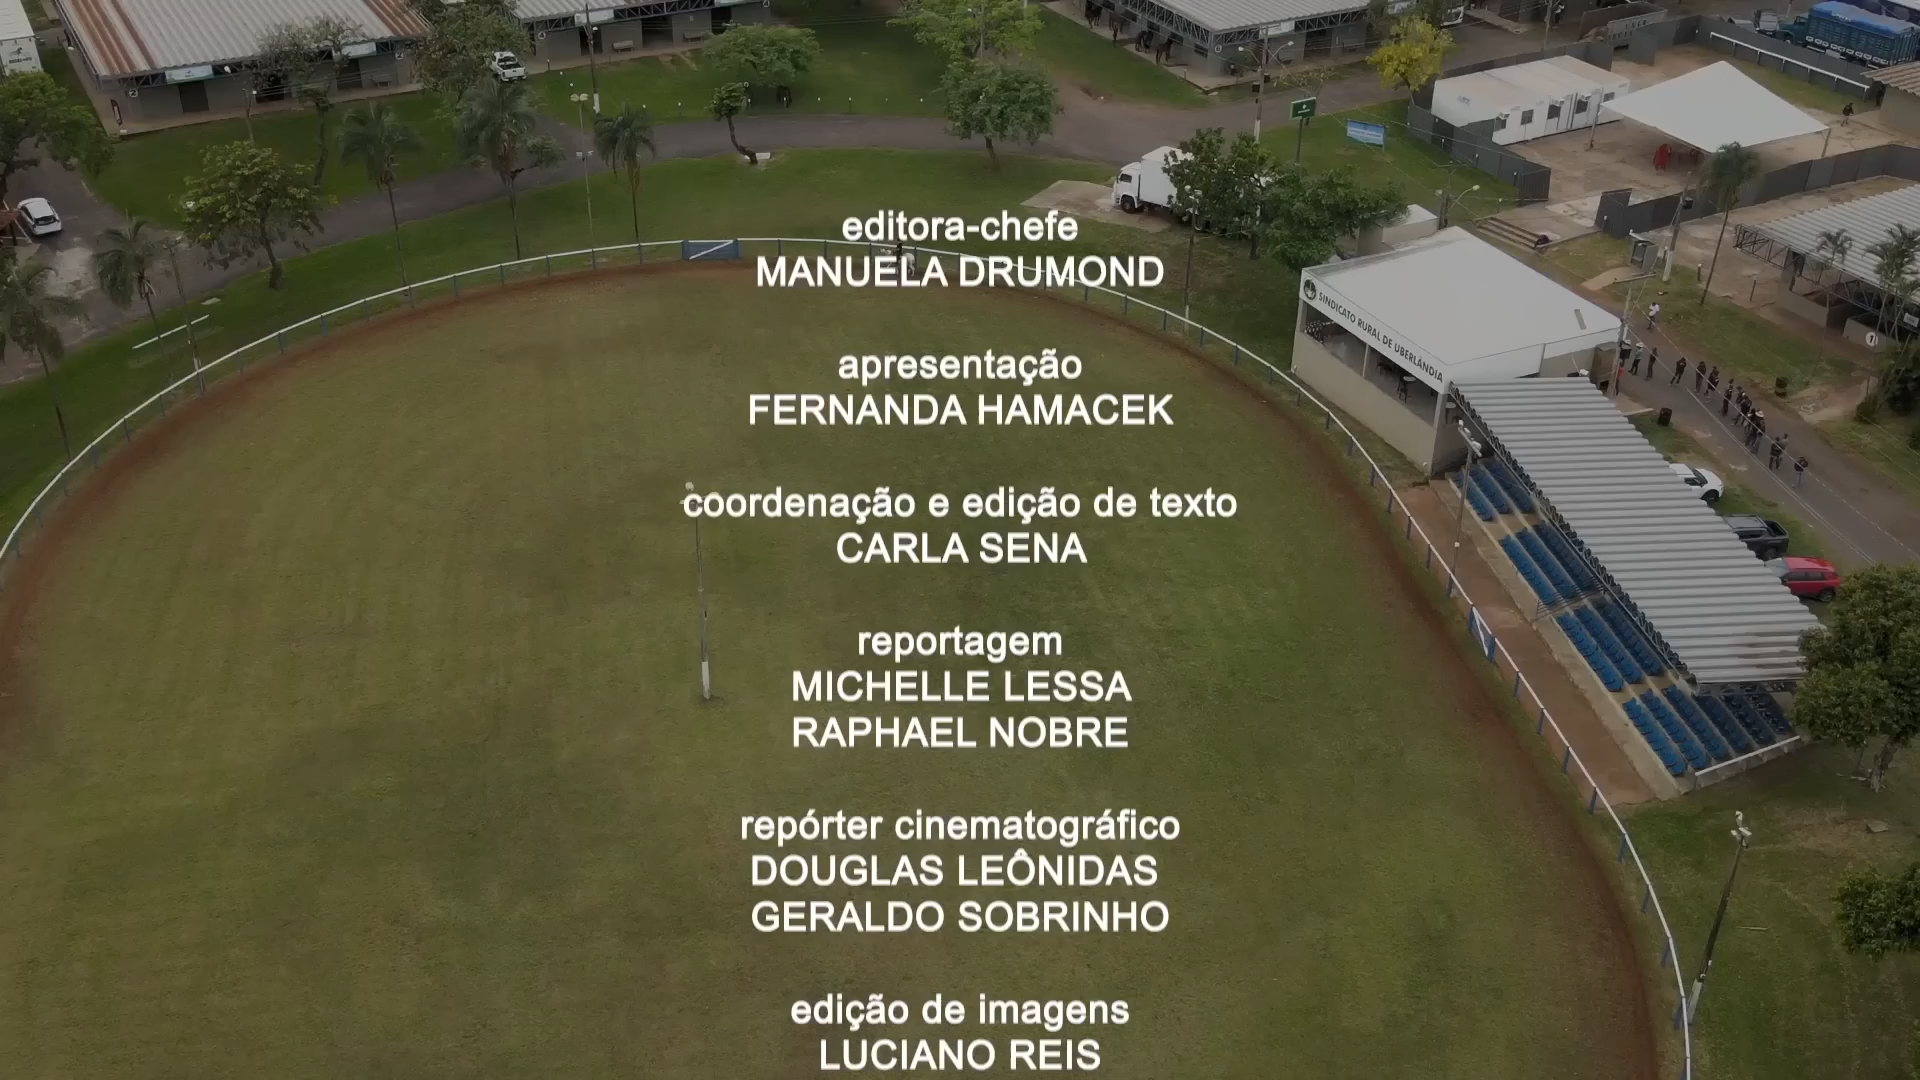 editora-chefe
MANUELA DRUMOND
apresentação
FERNANDA HAMACEK
coordenação e edição de texto
CARLA SENA
reportagem
MICHELLE LESSA
RAPHAEL NOBRE
repórter cinematográfico
DOUGLAS LEÔNIDAS
GERALDO SOBRINHO
edição de imagens
LUCIANO REIS
SINDICATO RURAL DE UBERLÂNDIA
1